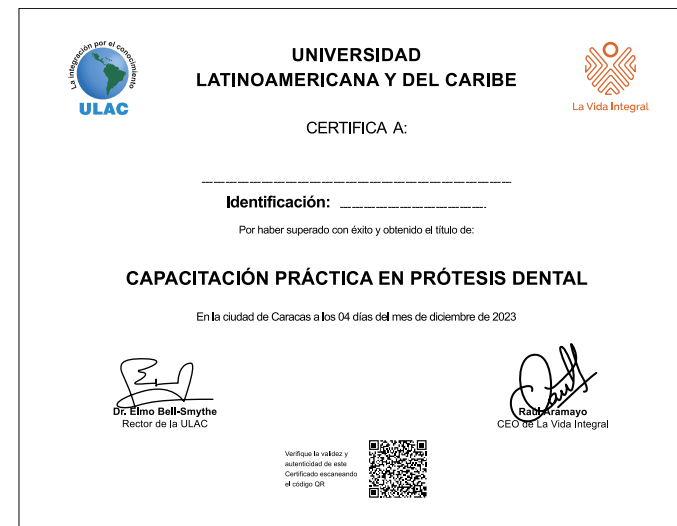 La integración por el conocimiento
ULAC
UNIVERSIDAD
LATINOAMERICANA Y DEL CARIBE
La Vida Integral
CERTIFICA A:
Identificación:
Por haber superado con éxito y obtenido el título de:
CAPACITACIÓN PRÁCTICA EN PRÓTESIS DENTAL
En la ciudad de Caracas a los 04 días del mes de diciembre de 2023
Dr. Elmo Bell-Smythe
Rector de la ULAC
Raúl Aramayo
CEO de La Vida Integral
Verifique la validez y
autenticidad de este
Certificado escaneando
el código QR